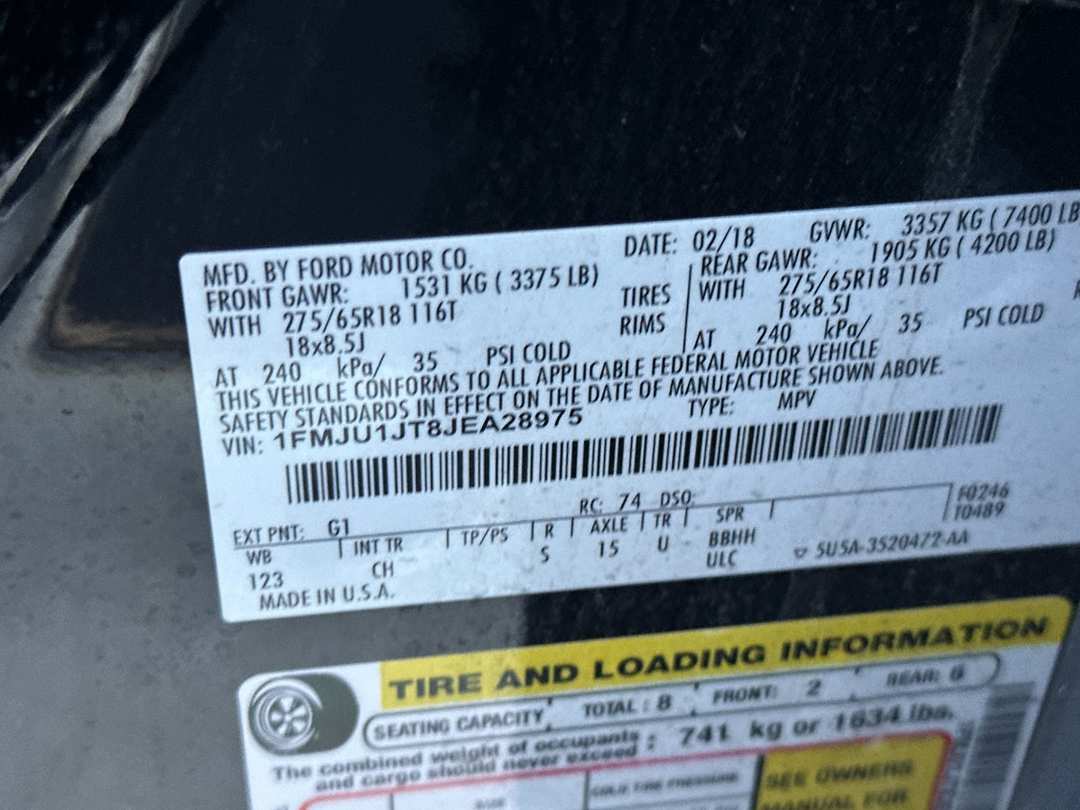 MFD. BY FORD MOTOR CO. DATE: 02/18 GVWR: 3357 KG ( 7400 LB
FRONT GAWR: 1531 KG ( 3375 LB) REAR GAWR: 1905 KG ( 4200 LB)
WITH 275/65R18 116T TIRES WITH 275/65R18 116T
18x8.5J RIMS 18x8.5J
AT 240 kPa/ 35 PSI COLD AT 240 kPa/ 35 PSI COLD
THIS VEHICLE CONFORMS TO ALL APPLICABLE FEDERAL MOTOR VEHICLE
SAFETY STANDARDS IN EFFECT ON THE DATE OF MANUFACTURE SHOWN ABOVE.
VIN: 1FMJU1JT8JEA28975 TYPE: MPV
EXT PNT: G1 RC: 74 DSO: F0246
WB INT TR TP/PS R AXLE TR SPR T0489
123 CH S 15 U BBHH
ULC 5U5A-3520472-AA
MADE IN U.S.A.
TIRE AND LOADING INFORMATION
SEATING CAPACITY TOTAL : 8 FRONT: 2 REAR: 6
The combined weight of occupants and cargo should never exceed : 741 kg or 1634 lbs.
SIZE COLD TIRE PRESSURE SEE OWNERS
MANUAL FOR